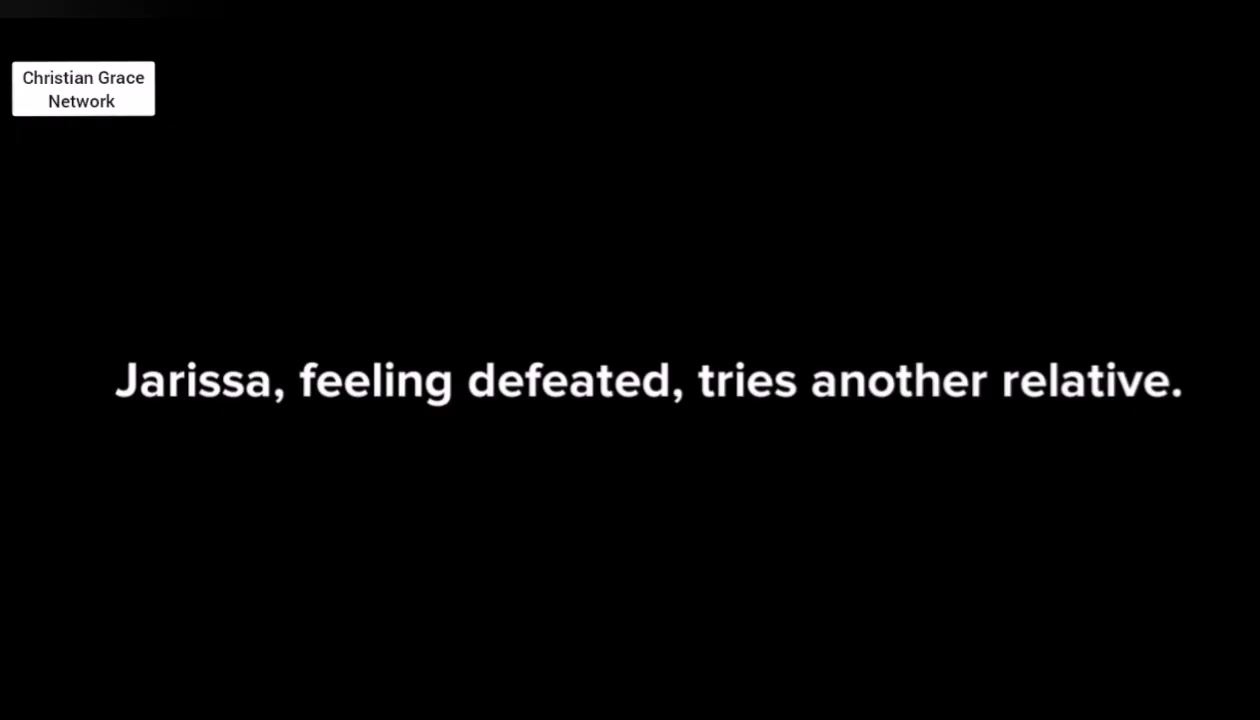 Christian Grace
Network
Jarissa, feeling defeated, tries another relative.